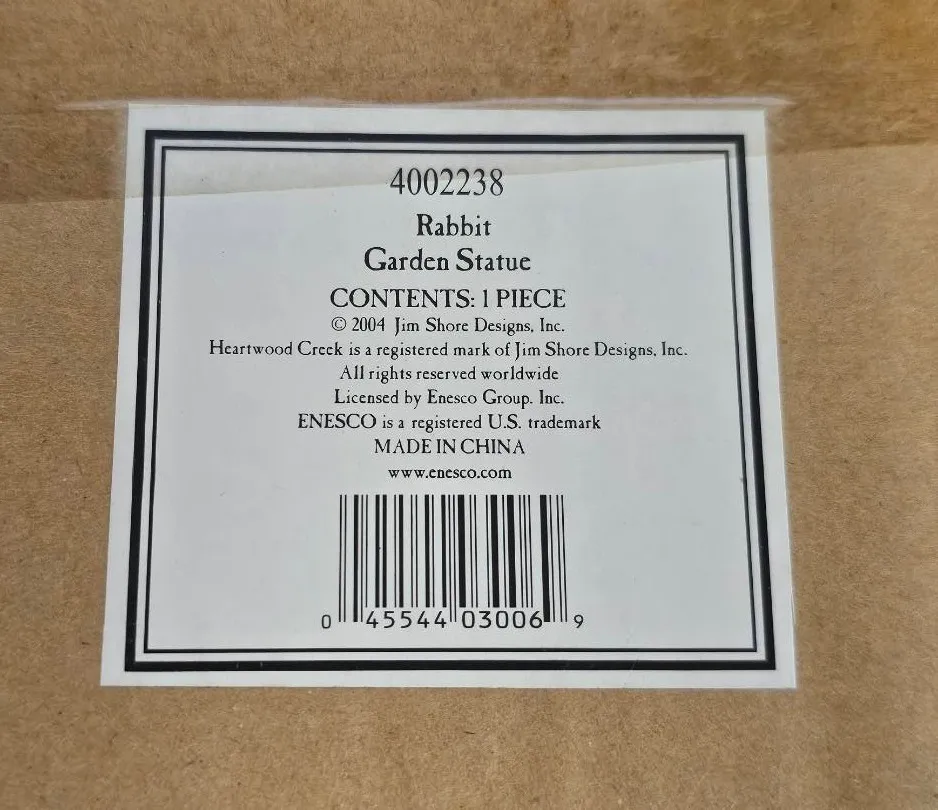 4002238
Rabbit
Garden Statue
CONTENTS: 1 PIECE
© 2004 Jim Shore Designs, Inc.
Heartwood Creek is a registered mark of Jim Shore Designs, Inc.
All rights reserved worldwide
Licensed by Enesco Group, Inc.
ENESCO is a registered U.S. trademark
MADE IN CHINA
www.enesco.com
0 45544 03006 9